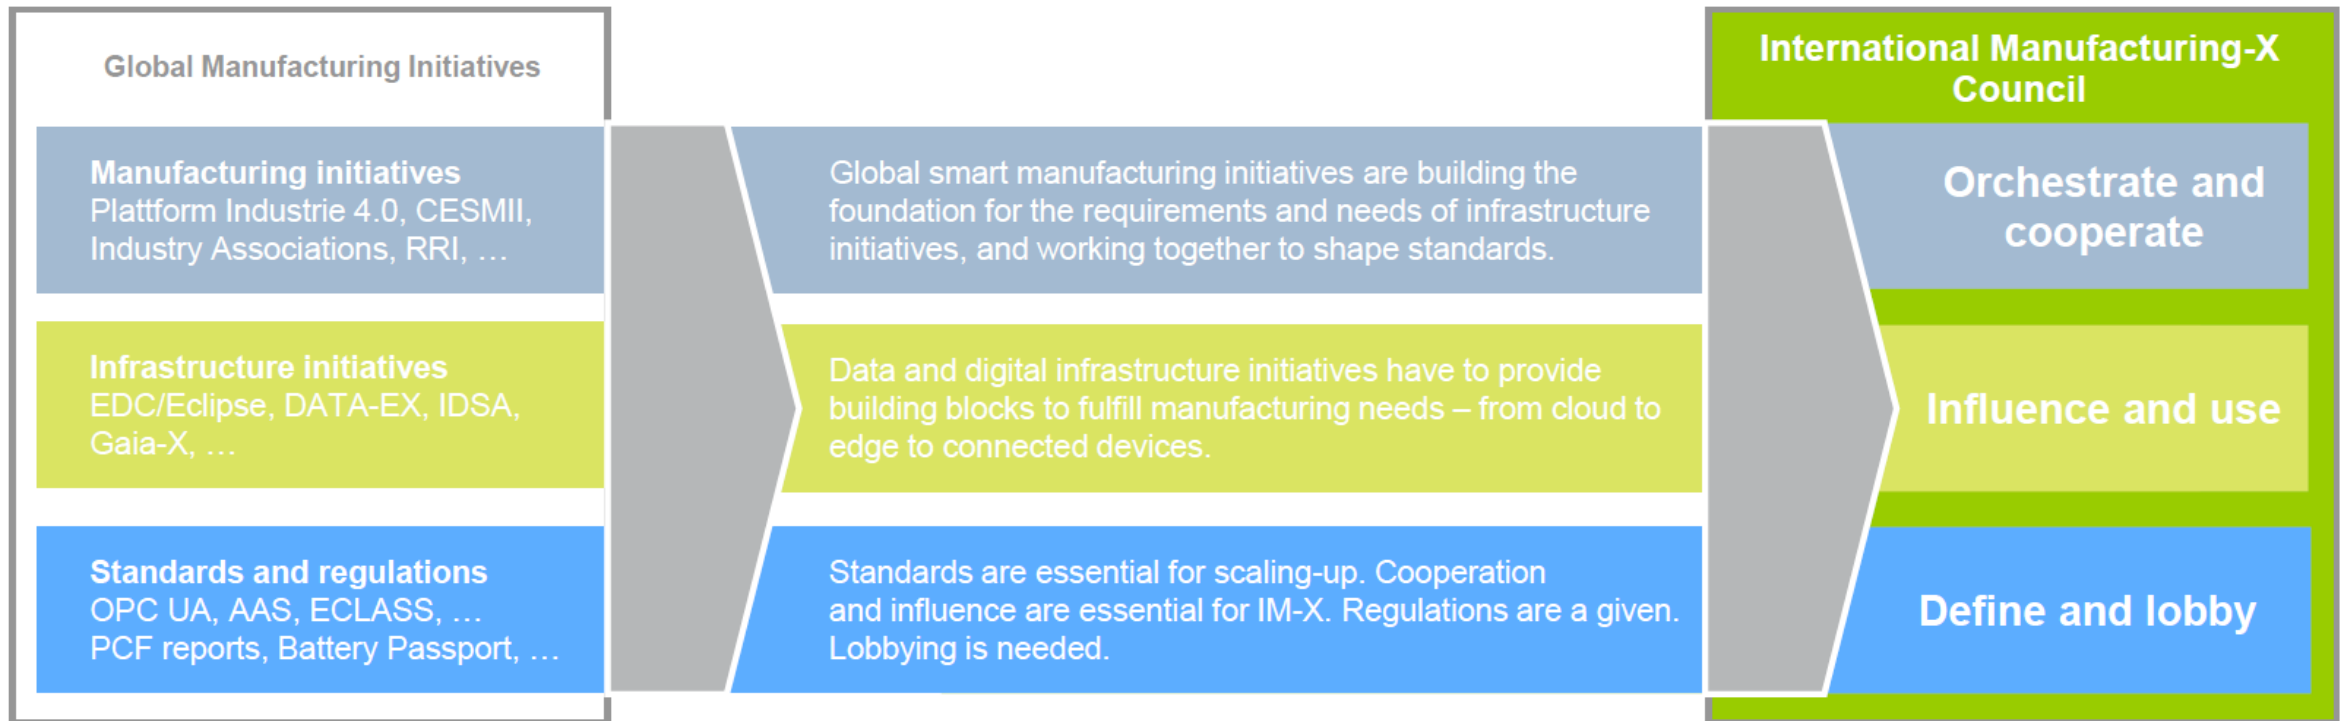 Global Manufacturing Initiatives
Manufacturing initiatives
Plattform Industrie 4.0, CESMII,
Industry Associations, RRI, …
Infrastructure initiatives
EDC/Eclipse, DATA-EX, IDSA,
Gaia-X, …
Standards and regulations
OPC UA, AAS, ECLASS, …
PCF reports, Battery Passport, …
Global smart manufacturing initiatives are building the
foundation for the requirements and needs of infrastructure
initiatives, and working together to shape standards.
Data and digital infrastructure initiatives have to provide
building blocks to fulfill manufacturing needs – from cloud to
edge to connected devices.
Standards are essential for scaling-up. Cooperation
and influence are essential for IM-X. Regulations are a given.
Lobbying is needed.
International Manufacturing-X
Council
Orchestrate and
cooperate
Influence and use
Define and lobby